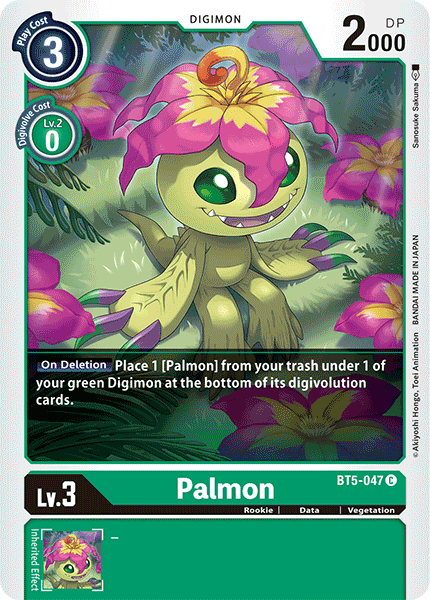 Play Cost
3
DIGIMON
DP
2000
Digivolve Cost
Lv.2
0
Sanosuke Sakuma
©Akiyoshi Hongo, Toei Animation BANDAI MADE IN JAPAN
On Deletion Place 1 [Palmon] from your trash under 1 of
your green Digimon at the bottom of its digivolution
cards.
Lv.3
Palmon
BT5-047 C
Rookie | Data | Vegetation
Inherited Effect
–